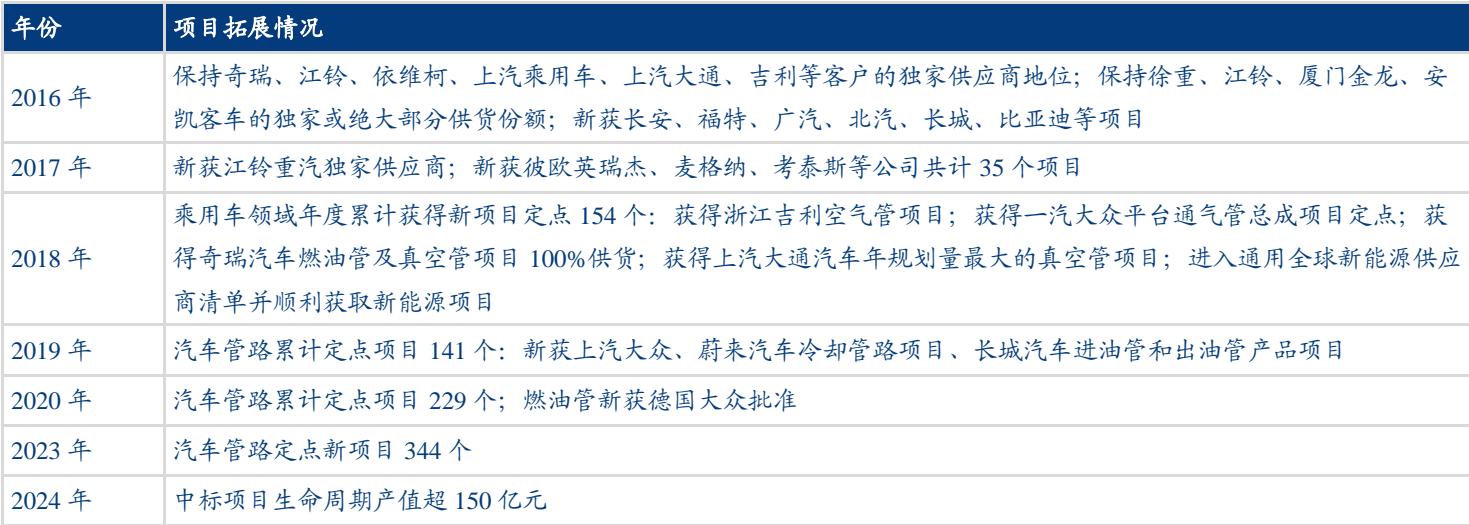 年份 项目拓展情况
2016 年 保持奇瑞、江铃、依维柯、上汽乘用车、上汽大通、吉利等客户的独家供应商地位；保持徐重、江铃、厦门金龙、安
凯客车的独家或绝大部分供货份额；新获长安、福特、广汽、北汽、长城、比亚迪等项目
2017 年 新获江铃重汽独家供应商；新获彼欧英瑞杰、麦格纳、考泰斯等公司共计 35 个项目
2018 年 乘用车领域年度累计获得新项目定点 154 个：获得浙江吉利空气管项目；获得一汽大众平台通气管总成项目定点；获
得奇瑞汽车燃油管及真空管项目 100%供货；获得上汽大通汽车年规划量最大的真空管项目；进入通用全球新能源供应
商清单并顺利获取新能源项目
2019 年 汽车管路累计定点项目 141 个：新获上汽大众、蔚来汽车冷却管路项目、长城汽车进油管和出油管产品项目
2020 年 汽车管路累计定点项目 229 个；燃油管新获德国大众批准
2023 年 汽车管路定点新项目 344 个
2024 年 中标项目生命周期产值超 150 亿元